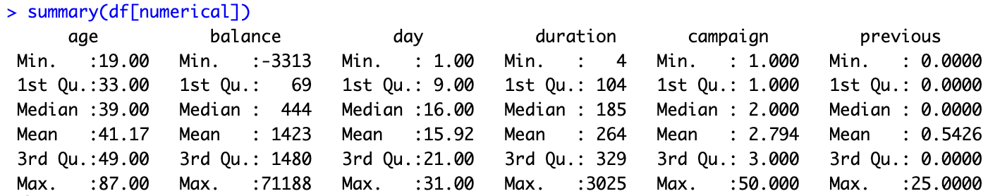 > summary(df[numerical])
      age           balance           day           duration       campaign         previous
 Min.   :19.00   Min.   :-3313   Min.   : 1.00   Min.   :   4   Min.   : 1.000   Min.   : 0.0000
 1st Qu.:33.00   1st Qu.:   69   1st Qu.: 9.00   1st Qu.: 104   1st Qu.: 1.000   1st Qu.: 0.0000
 Median :39.00   Median :  444   Median :16.00   Median : 185   Median : 2.000   Median : 0.0000
 Mean   :41.17   Mean   : 1423   Mean   :15.92   Mean   : 264   Mean   : 2.794   Mean   : 0.5426
 3rd Qu.:49.00   3rd Qu.: 1480   3rd Qu.:21.00   3rd Qu.: 329   3rd Qu.: 3.000   3rd Qu.: 0.0000
 Max.   :87.00   Max.   :71188   Max.   :31.00   Max.   :3025   Max.   :50.000   Max.   :25.0000